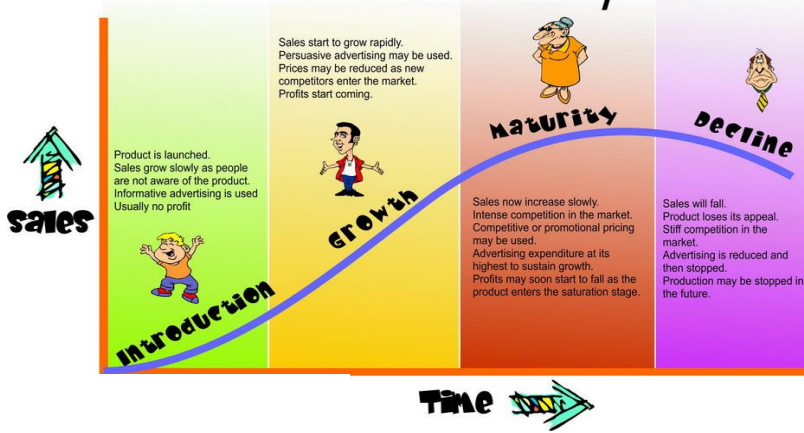 Sales start to grow rapidly.
Persuasive advertising may be used.
Prices may be reduced as new
competitors enter the market.
Profits start coming.
Product is launched.
Sales grow slowly as people
are not aware of the product.
Informative advertising is used
Usually no profit
Sales
Introduction
Growth
Maturity
Decline
Sales now increase slowly.
Intense competition in the market.
Competitive or promotional pricing
may be used.
Advertising expenditure at its
highest to sustain growth.
Profits may soon start to fall as the
product enters the saturation stage.
Sales will fall.
Product loses its appeal.
Stiff competition in the
market.
Advertising is reduced and
then stopped.
Production may be stopped in
the future.
Time